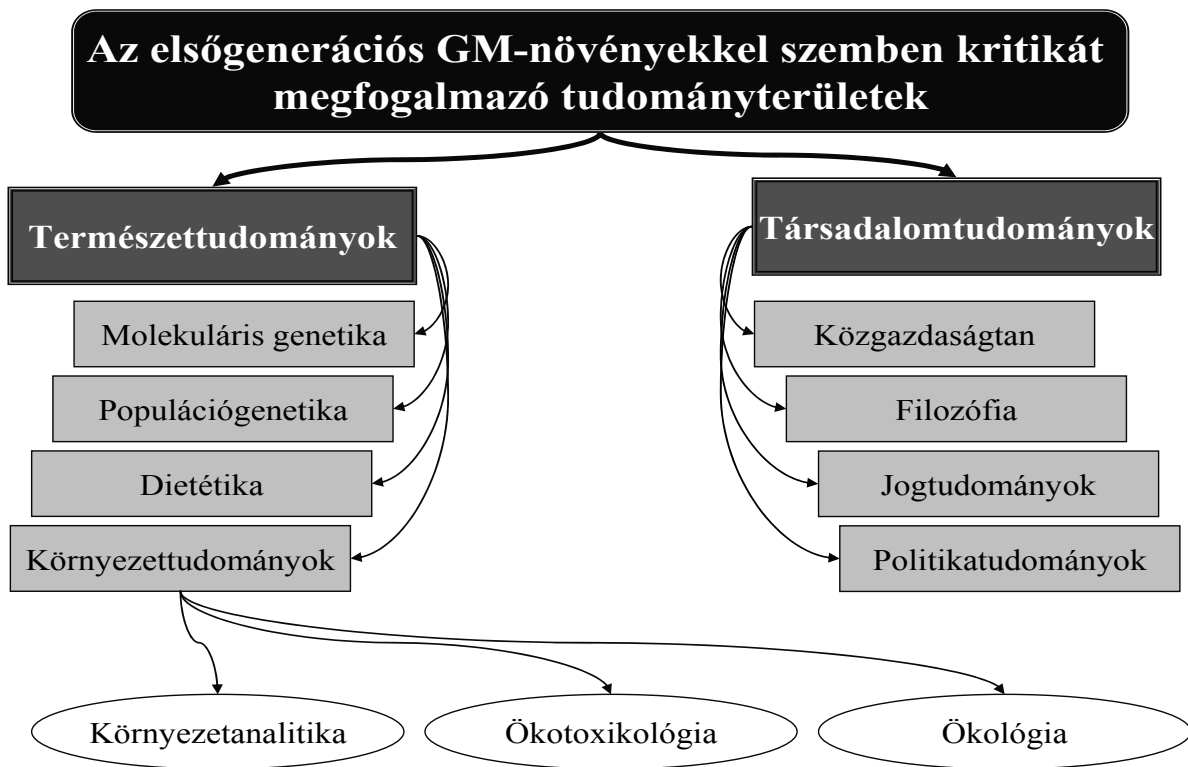 Az elsőgenerációs GM-növényekkel szemben kritikát
megfogalmazó tudományterületek
Természettudományok
Társadalomtudományok
Molekuláris genetika
Közgazdaságtan
Populációgenetika
Filozófia
Dietétika
Jogtudományok
Környezettudományok
Politikatudományok
Környezetanalitika
Ökotoxikológia
Ökológia